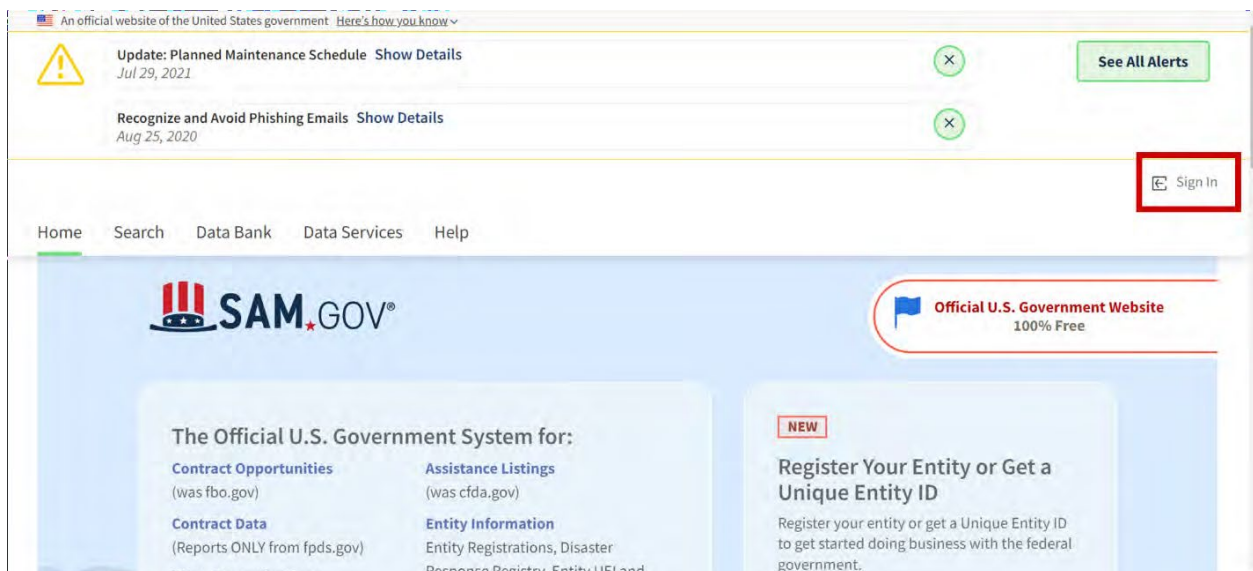 An official website of the United States government Here's how you know
Update: Planned Maintenance Schedule Show Details
Jul 29, 2021
See All Alerts
Recognize and Avoid Phishing Emails Show Details
Aug 25, 2020
Sign In
Home Search Data Bank Data Services Help
SAM.GOV®
Official U.S. Government Website
100% Free
The Official U.S. Government System for:
Contract Opportunities
(was fbo.gov)
Contract Data
(Reports ONLY from fpds.gov)
Assistance Listings
(was cfda.gov)
Entity Information
Entity Registrations, Disaster
Response Registry, Entity UEI and
NEW
Register Your Entity or Get a
Unique Entity ID
Register your entity or get a Unique Entity ID
to get started doing business with the federal
government.